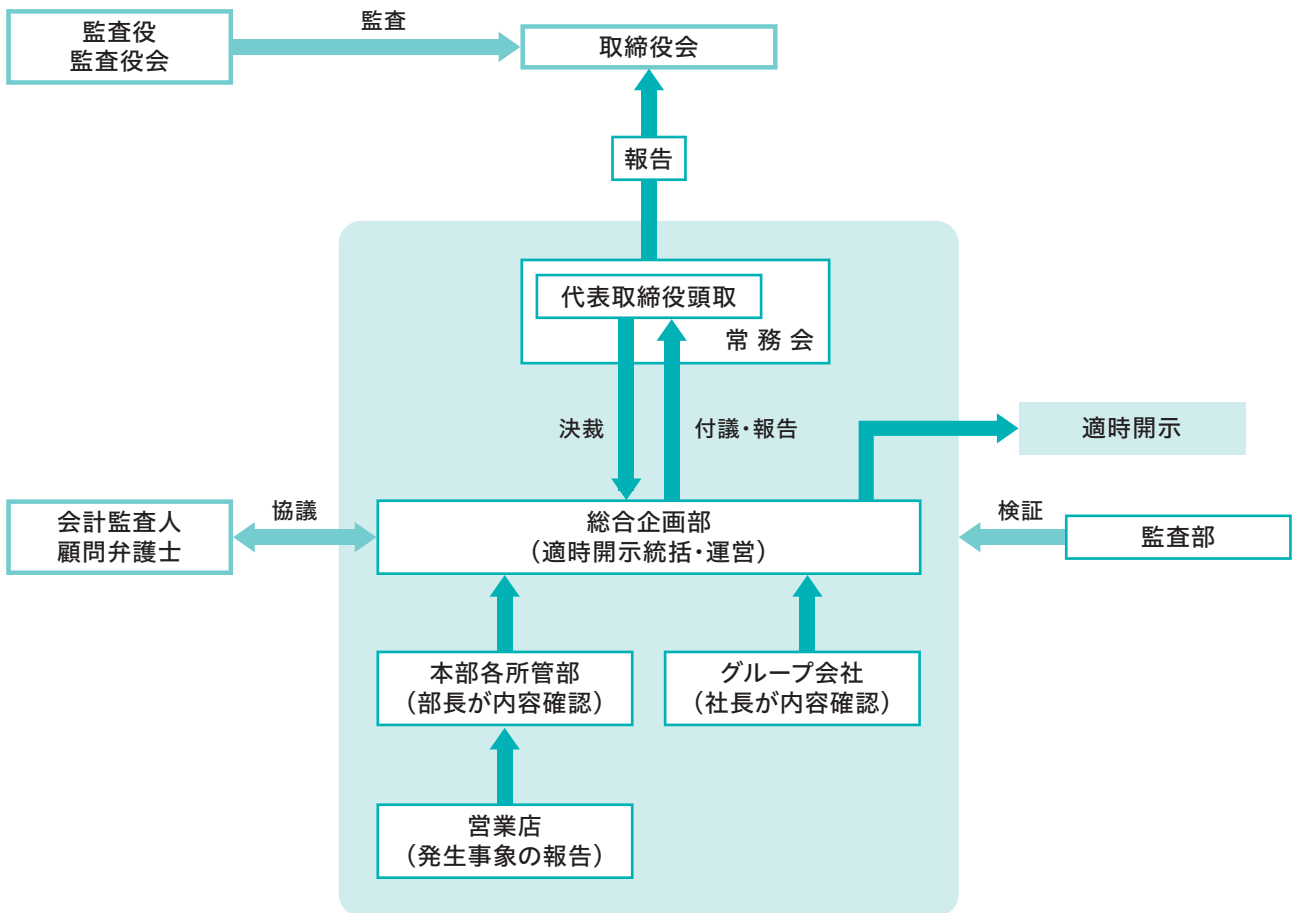 監査役
監査役会
監査
取締役会
報告
代表取締役頭取
常務会
決裁
付議・報告
適時開示
会計監査人
顧問弁護士
協議
総合企画部
（適時開示統括・運営）
検証
監査部
本部各所管部
（部長が内容確認）
グループ会社
（社長が内容確認）
営業店
（発生事象の報告）